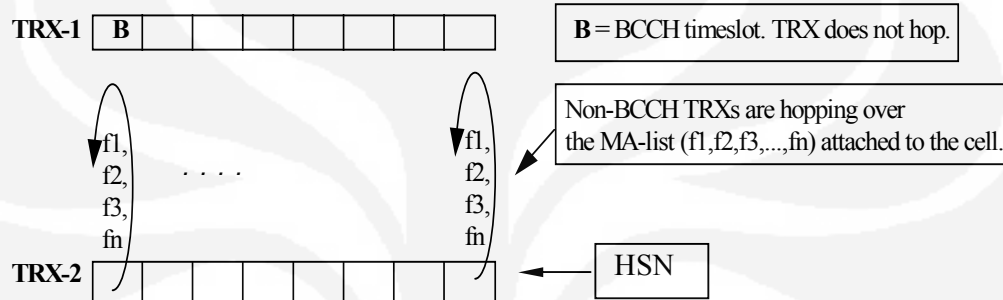 TRX-1 B
B = BCCH timeslot. TRX does not hop.
Non-BCCH TRXs are hopping over
the MA-list (f1,f2,f3,...,fn) attached to the cell.
f1,
f2,
f3,
fn
. . . .
f1,
f2,
f3,
fn
TRX-2
HSN